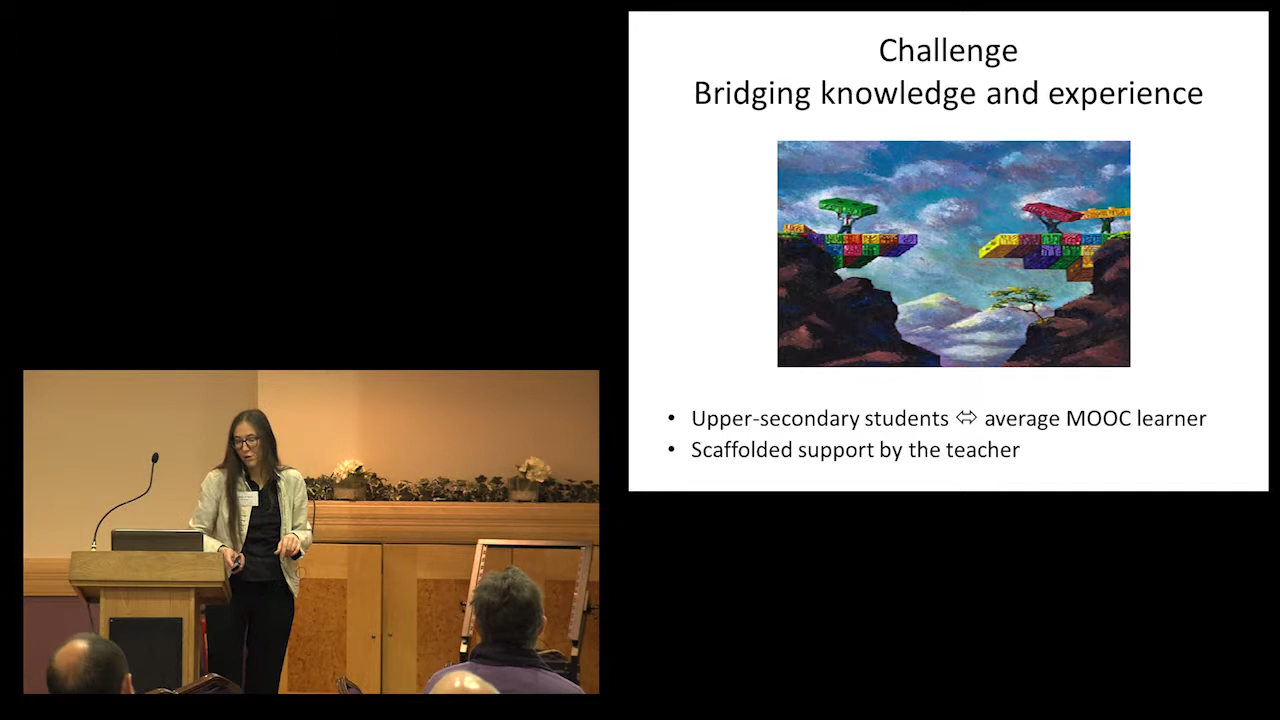 Challenge
Bridging knowledge and experience
• Upper-secondary students ⬄ average MOOC learner
• Scaffolded support by the teacher